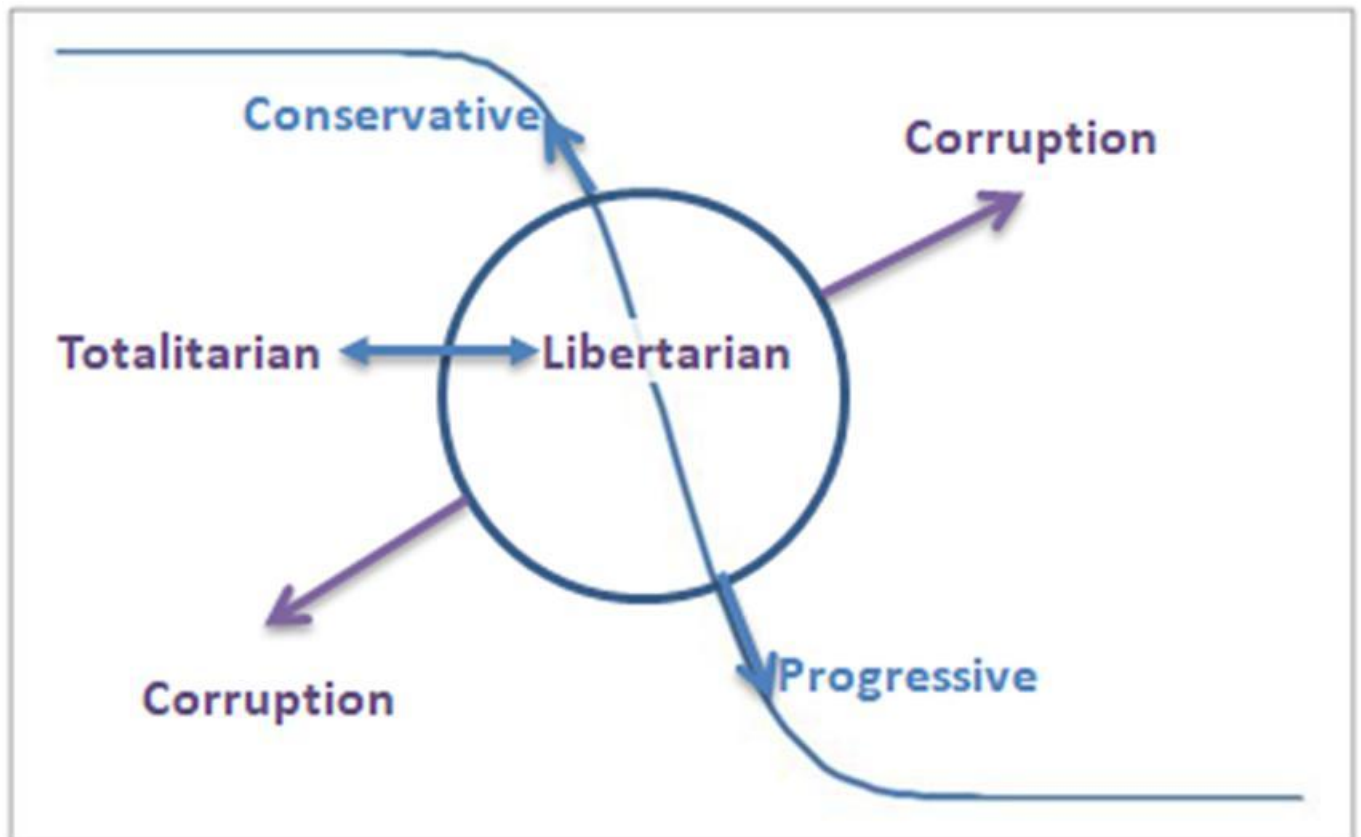 Conservative
Corruption
Totalitarian
Libertarian
Corruption
Progressive